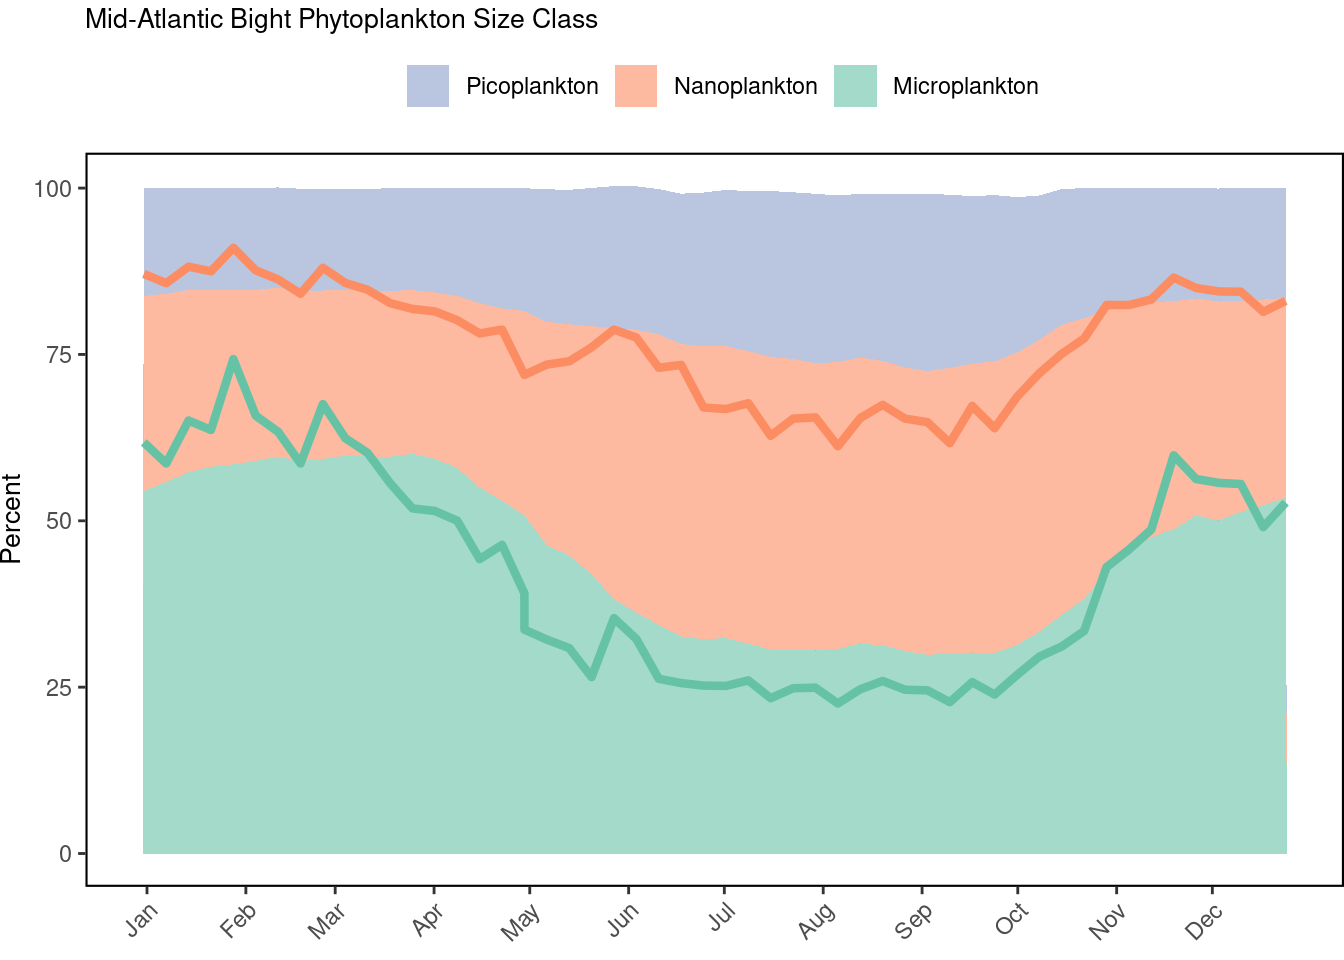 Mid-Atlantic Bight Phytoplankton Size Class
Picoplankton Nanoplankton Microplankton
Percent
100
75
50
25
0
Jan Feb Mar Apr May Jun Jul Aug Sep Oct Nov Dec